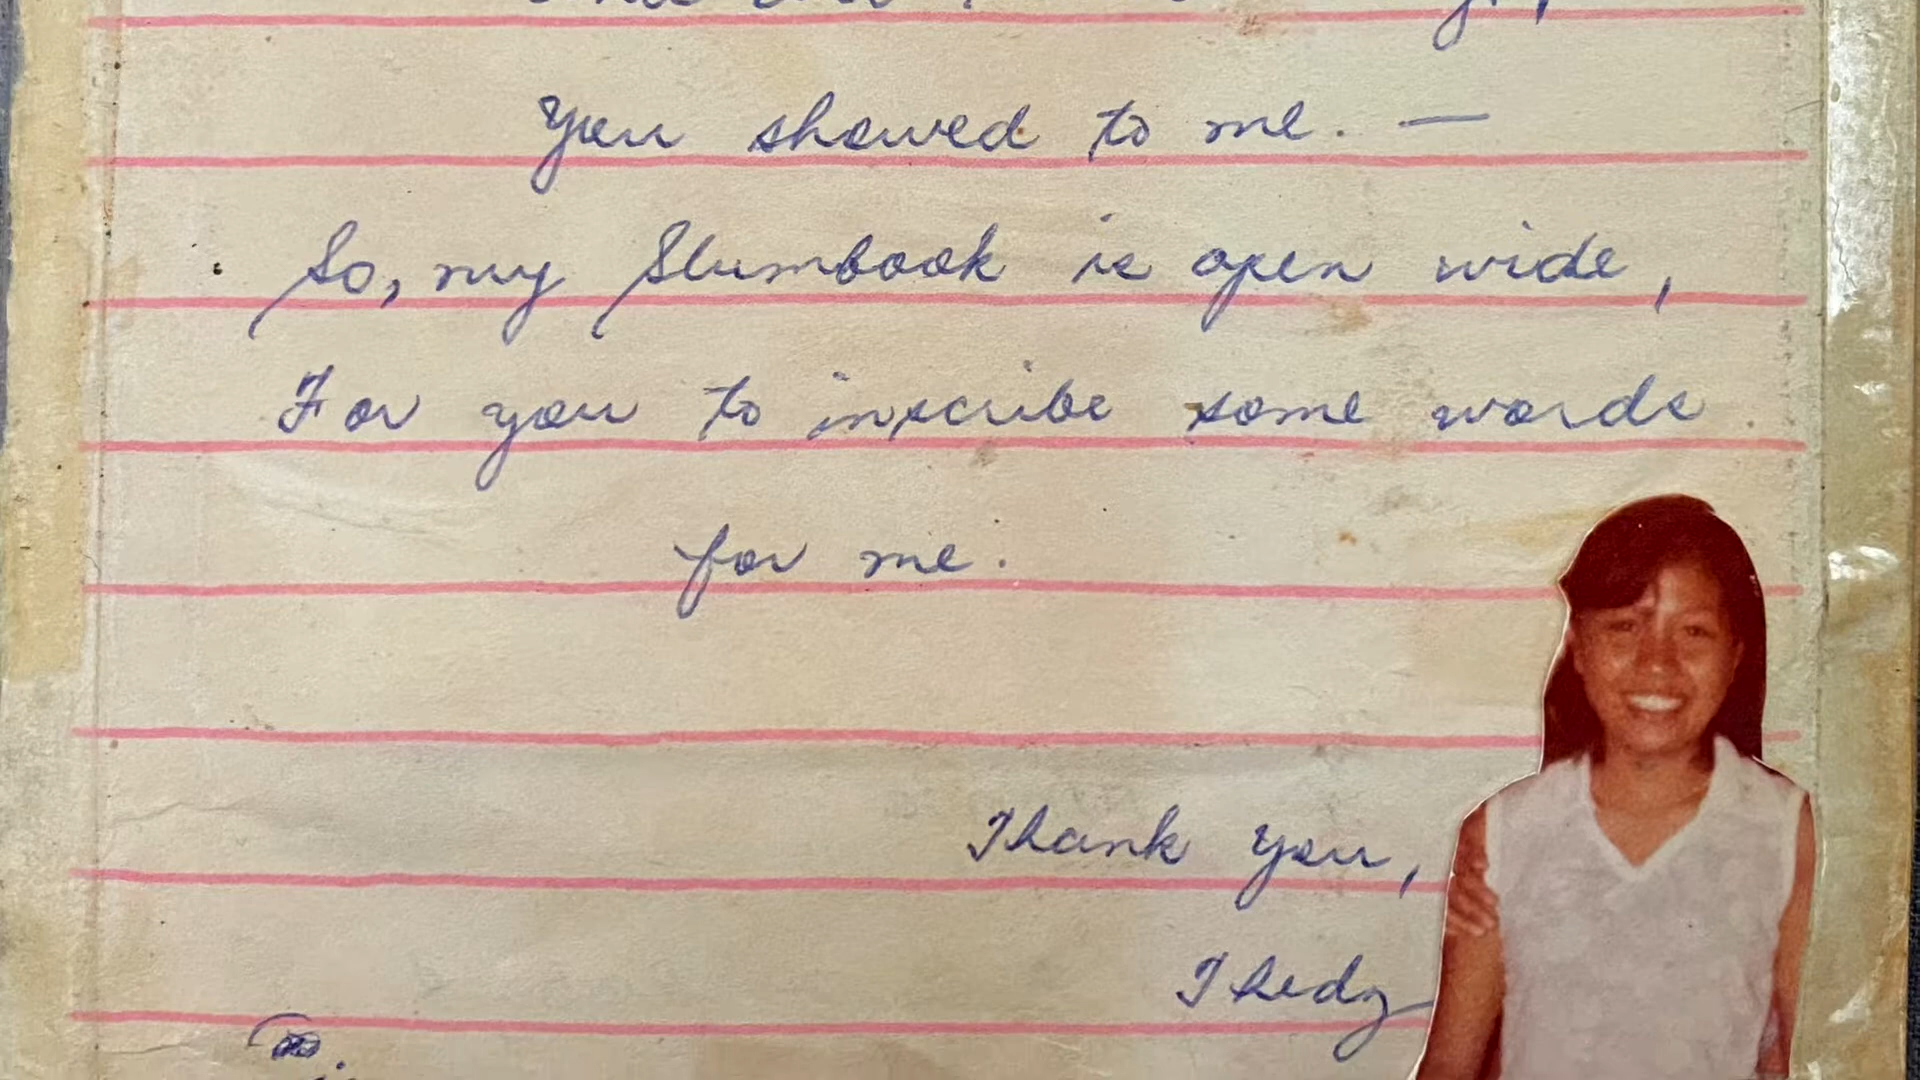 you showed to me. —
So, my Slumbook is open wide,
For you to inscribe some words
for me.
Thank you,
Thedz